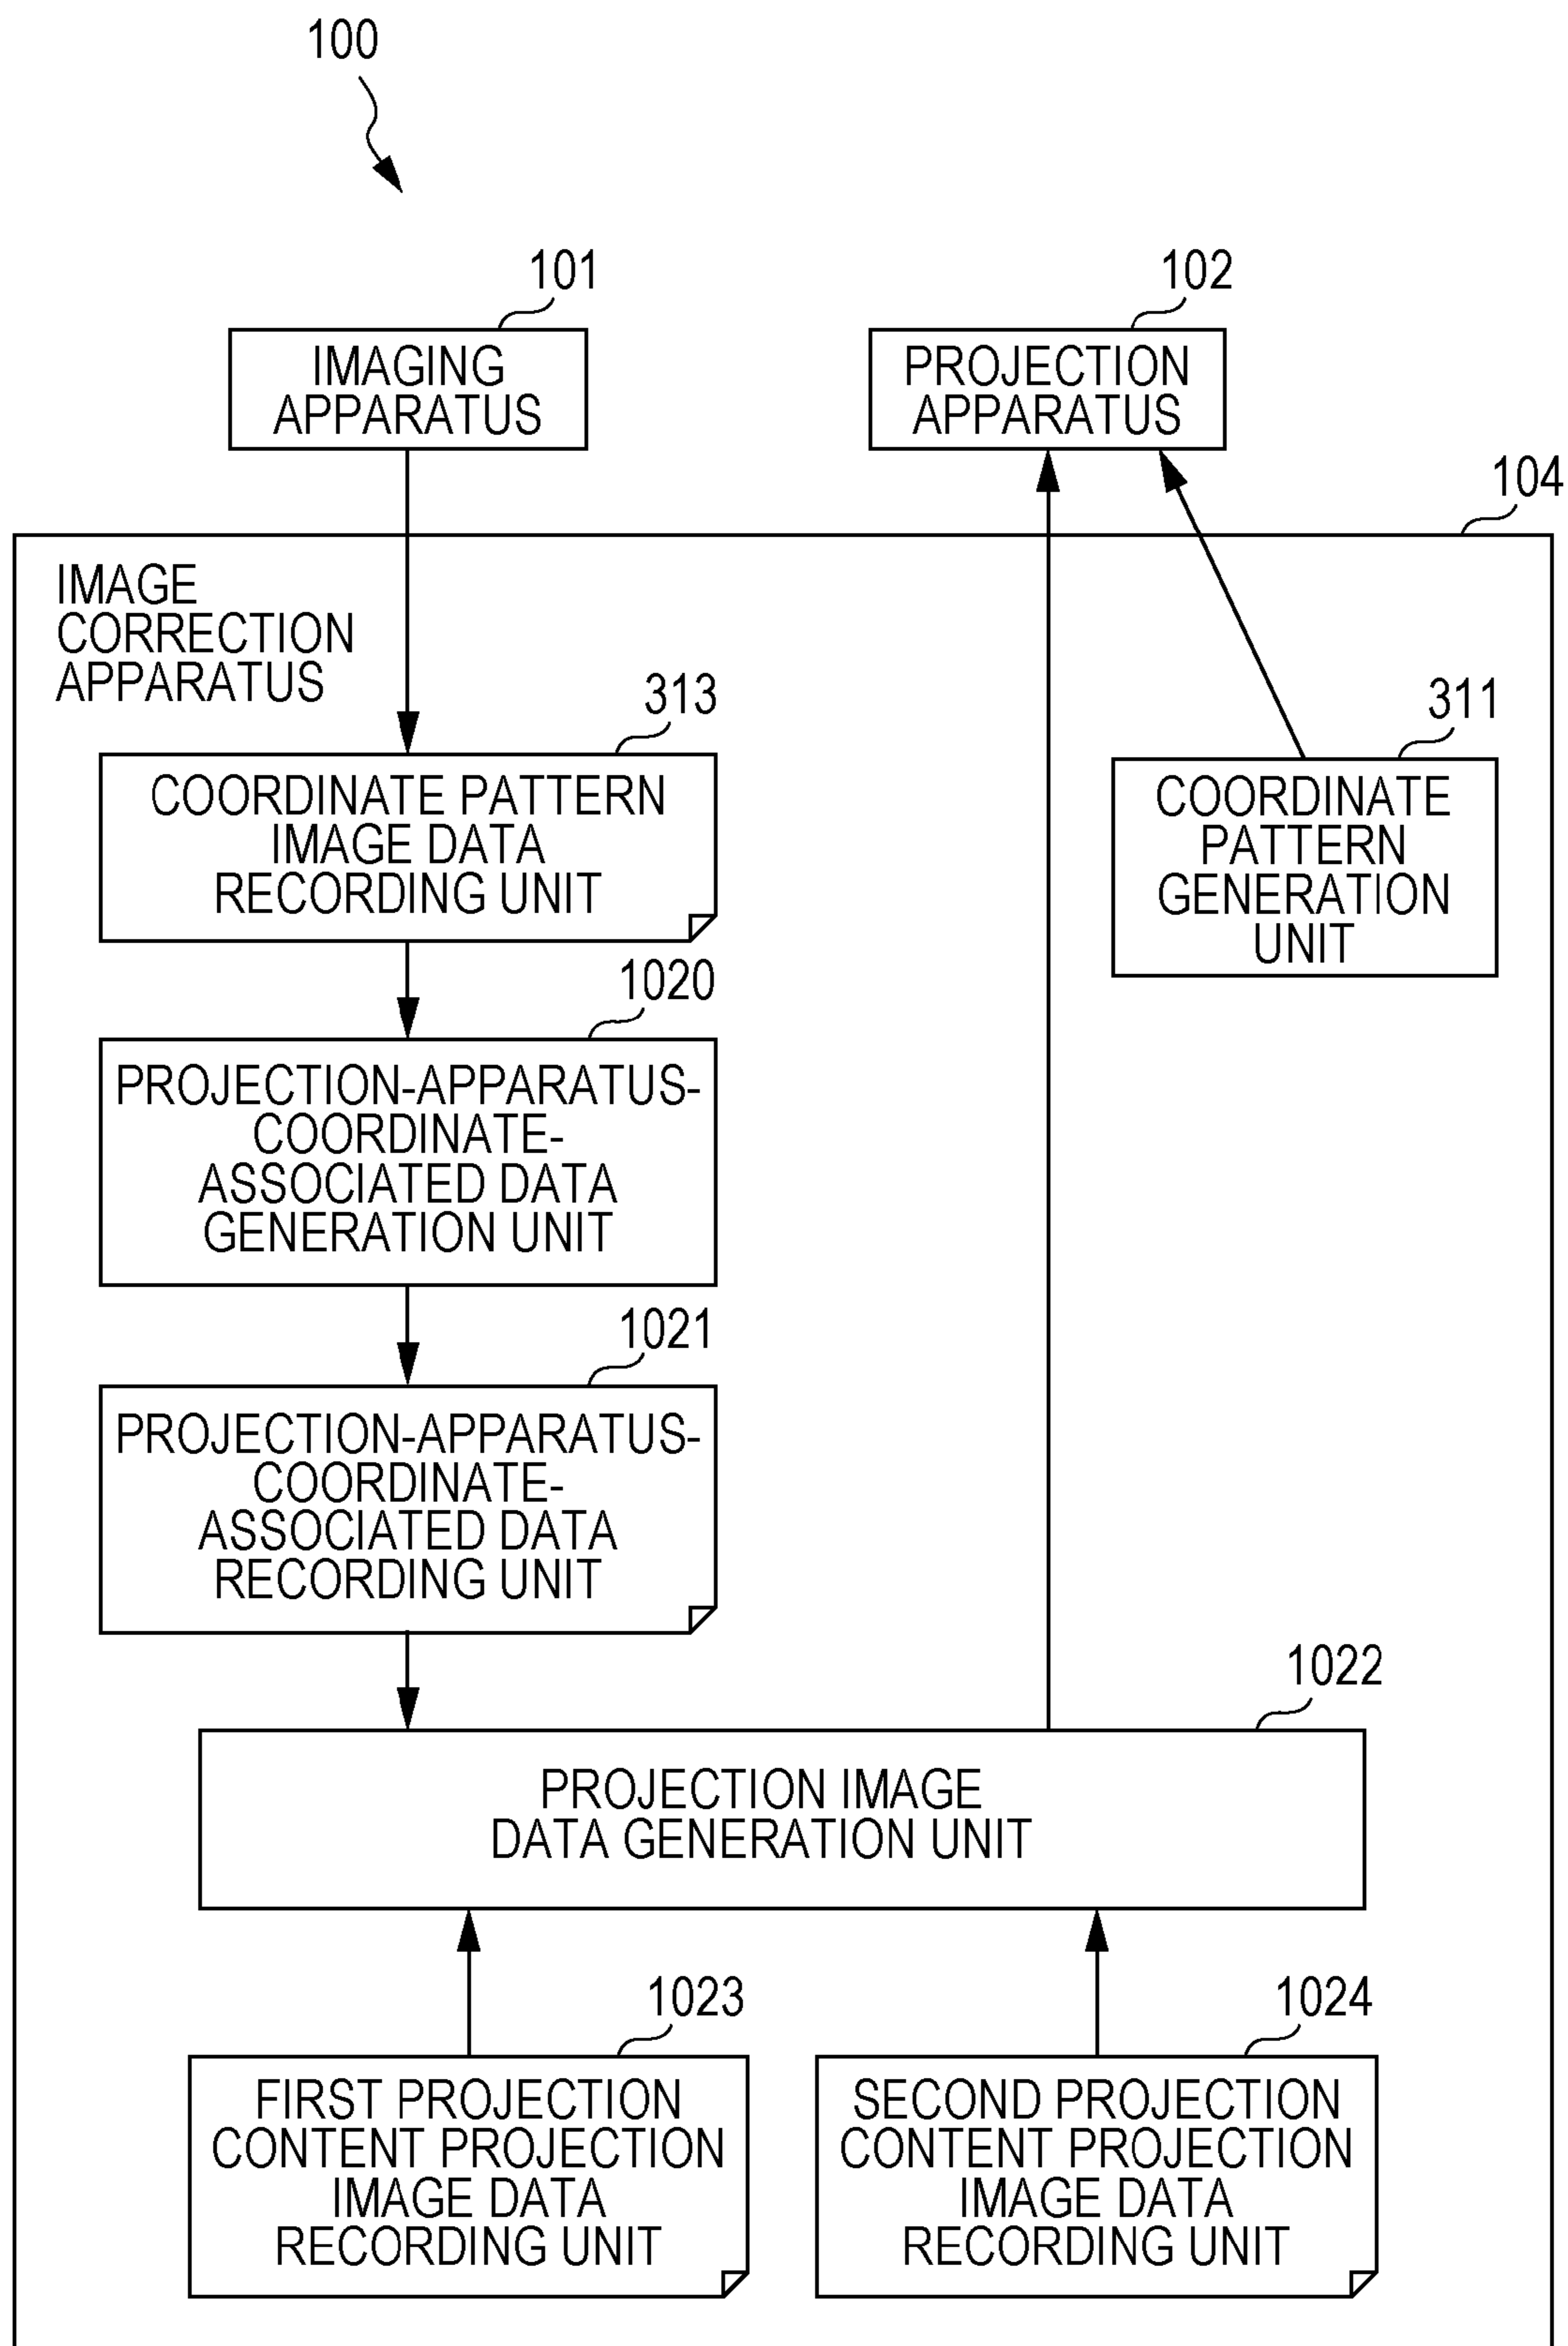 100
101
IMAGING
APPARATUS
102
PROJECTION
APPARATUS
104
IMAGE
CORRECTION
APPARATUS
313
COORDINATE PATTERN
IMAGE DATA
RECORDING UNIT
311
COORDINATE
PATTERN
GENERATION
UNIT
1020
PROJECTION-APPARATUS-
COORDINATE-
ASSOCIATED DATA
GENERATION UNIT
1021
PROJECTION-APPARATUS-
COORDINATE-
ASSOCIATED DATA
RECORDING UNIT
1022
PROJECTION IMAGE
DATA GENERATION UNIT
1023
FIRST PROJECTION
CONTENT PROJECTION
IMAGE DATA
RECORDING UNIT
1024
SECOND PROJECTION
CONTENT PROJECTION
IMAGE DATA
RECORDING UNIT